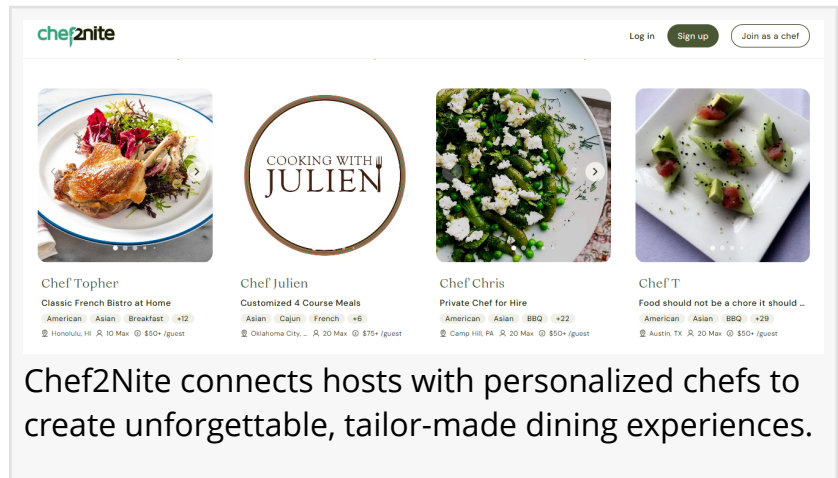 chef2nite
Log in Sign up Join as a chef
COOKING WITH
JULIEN
Chef Topher Chef Julien Chef Chris Chef T
Classic French Bistro at Home Customized 4 Course Meals Private Chef for Hire Food should not be a chore it should ...
American Asian Breakfast +12 Asian Cajun French +6 American Asian BBQ +22 American Asian BBQ +29
Honolulu, HI 10 Max $50+ /guest Oklahoma City, ... 20 Max $75+ /guest Camp Hill, PA 20 Max $50+ /guest Austin, TX 20 Max $50+ /guest
Chef2Nite connects hosts with personalized chefs to
create unforgettable, tailor-made dining experiences.